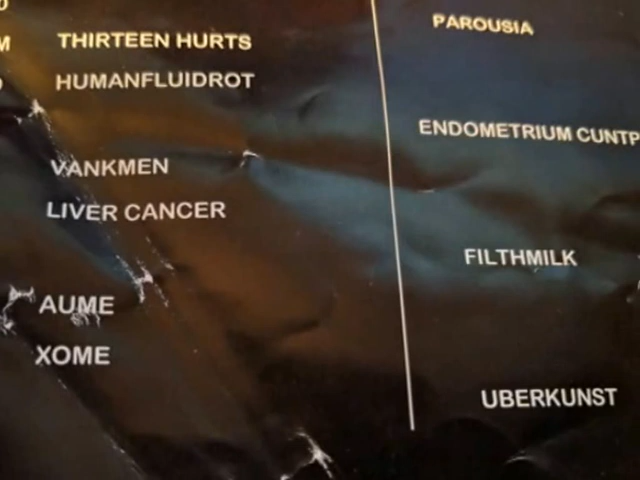 THIRTEEN HURTS
HUMANFLUIDROT
VANKMEN
LIVER CANCER
AUME
XOME
PAROUSIA
ENDOMETRIUM CUNTP
FILTHMILK
UBERKUNST